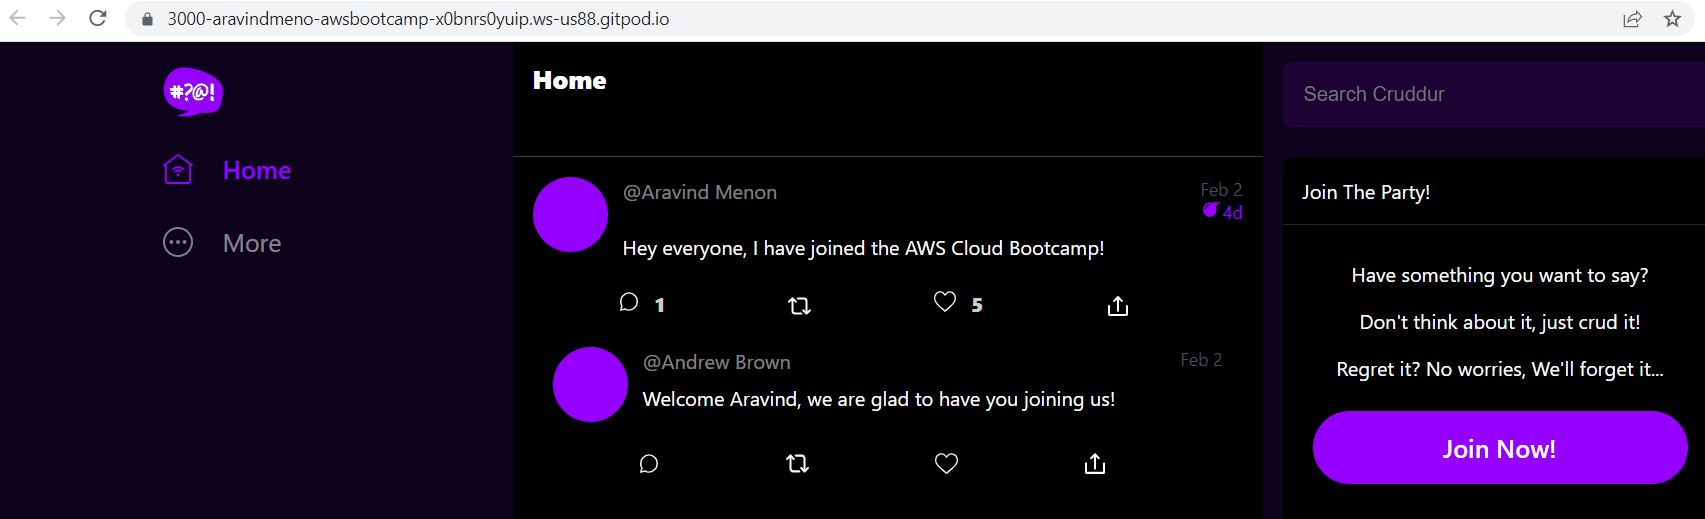 3000-aravindmeno-awsbootcamp-x0bnrs0yuip.ws-us88.gitpod.io
#?@!
Home
More
Home
@Aravind Menon
Feb 2
4d
Hey everyone, I have joined the AWS Cloud Bootcamp!
1
5
@Andrew Brown
Feb 2
Welcome Aravind, we are glad to have you joining us!
Search Cruddur
Join The Party!
Have something you want to say?
Don't think about it, just crud it!
Regret it? No worries, We'll forget it...
Join Now!